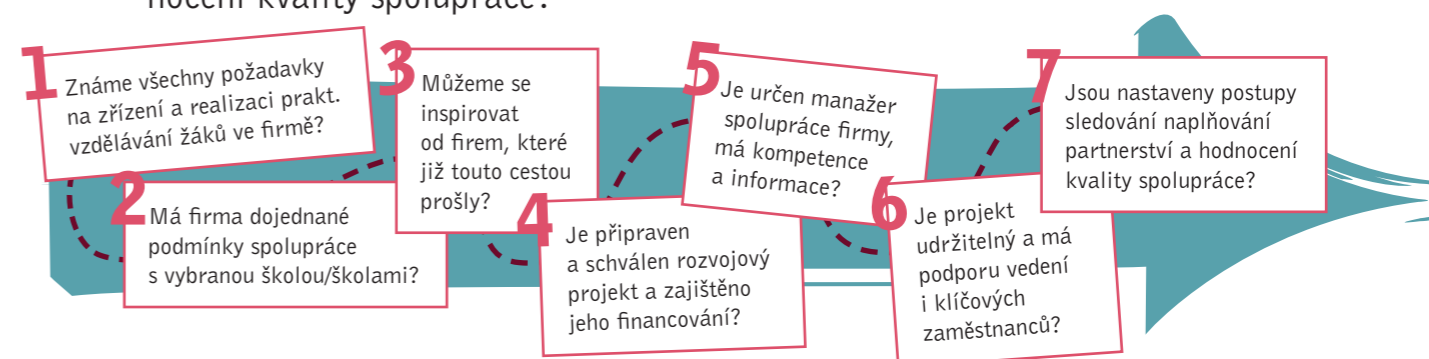 nocení kvality spolupráce?
1
Známe všechny požadavky
na zřízení a realizaci prakt.
vzdělávání žáků ve firmě?
2
Má firma dojednané
podmínky spolupráce
s vybranou školou/školami?
3
Můžeme se
inspirovat
od firem, které
již touto cestou
prošly?
4
Je připraven
a schválen rozvojový
projekt a zajištěno
jeho financování?
5
Je určen manažer
spolupráce firmy,
má kompetence
a informace?
6
Je projekt
udržitelný a má
podporu vedení
i klíčových
zaměstnanců?
7
Jsou nastaveny postupy
sledování naplňování
partnerství a hodnocení
kvality spolupráce?